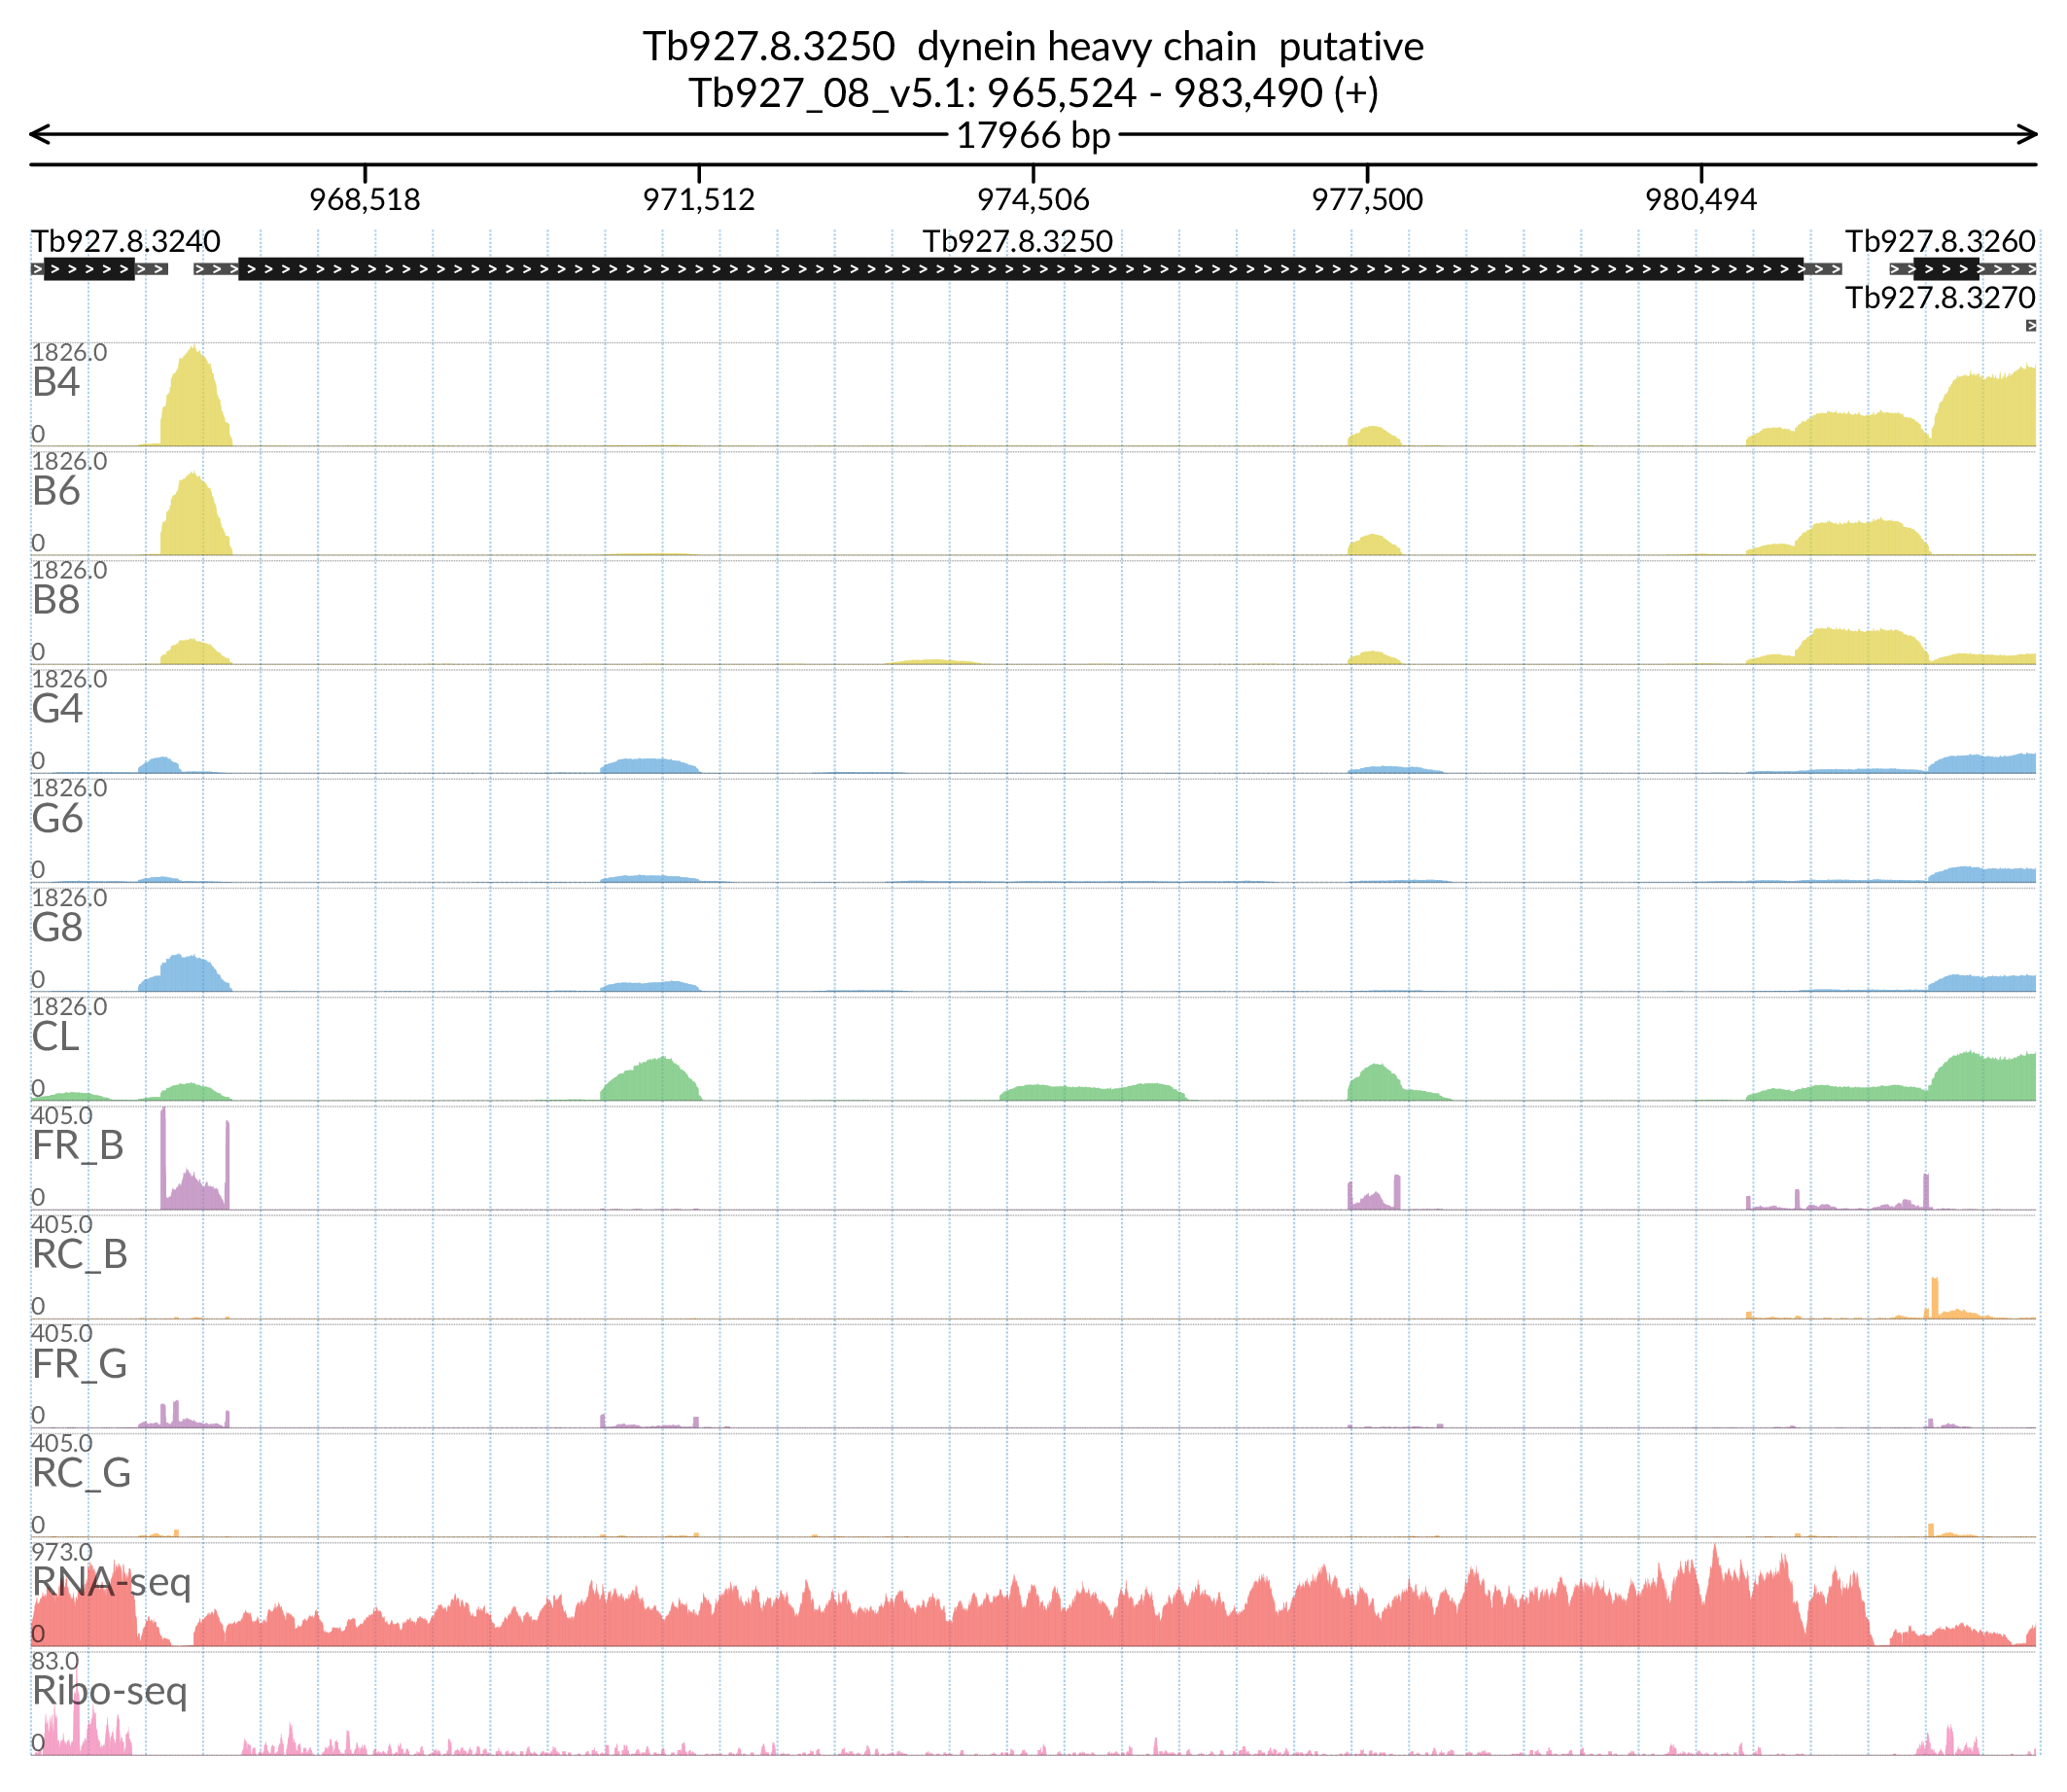 Tb927.8.3250  dynein heavy chain  putative
Tb927_08_v5.1: 965,524 - 983,490 (+)
17966 bp
968,518 971,512 974,506 977,500 980,494
Tb927.8.3240 Tb927.8.3250 Tb927.8.3260
Tb927.8.3270
1826.0
B4
0
1826.0
B6
0
1826.0
B8
0
1826.0
G4
0
1826.0
G6
0
1826.0
G8
0
1826.0
CL
0
405.0
FR_B
0
405.0
RC_B
0
405.0
FR_G
0
405.0
RC_G
0
973.0
RNA-seq
0
83.0
Ribo-seq
0